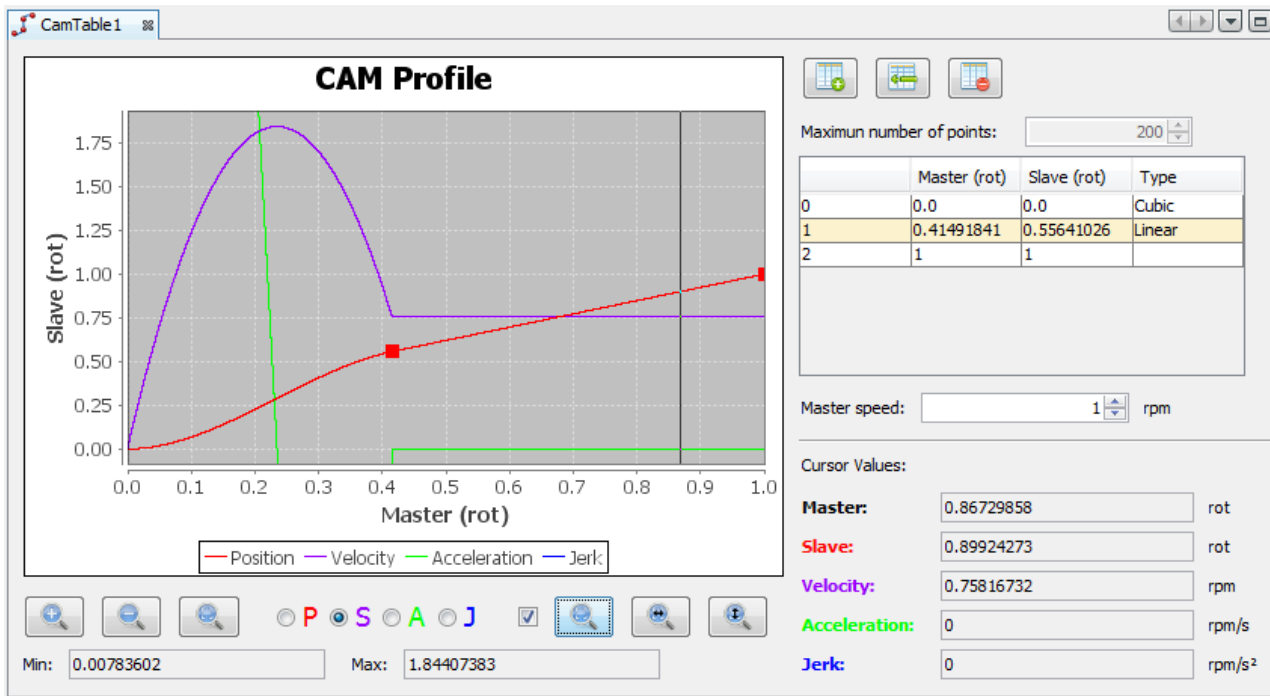 CamTable1
CAM Profile
Slave (rot)
1.75
1.50
1.25
1.00
0.75
0.50
0.25
0.00
0.0 0.1 0.2 0.3 0.4 0.5 0.6 0.7 0.8 0.9 1.0
Master (rot)
Position Velocity Acceleration Jerk
P S A J
Min: 0.00783602 Max: 1.84407383
Maximun number of points: 200
Master (rot) Slave (rot) Type
0 0.0 0.0 Cubic
1 0.41491841 0.55641026 Linear
2 1 1
Master speed: 1 rpm
Cursor Values:
Master: 0.86729858 rot
Slave: 0.89924273 rot
Velocity: 0.75816732 rpm
Acceleration: 0 rpm/s
Jerk: 0 rpm/s²